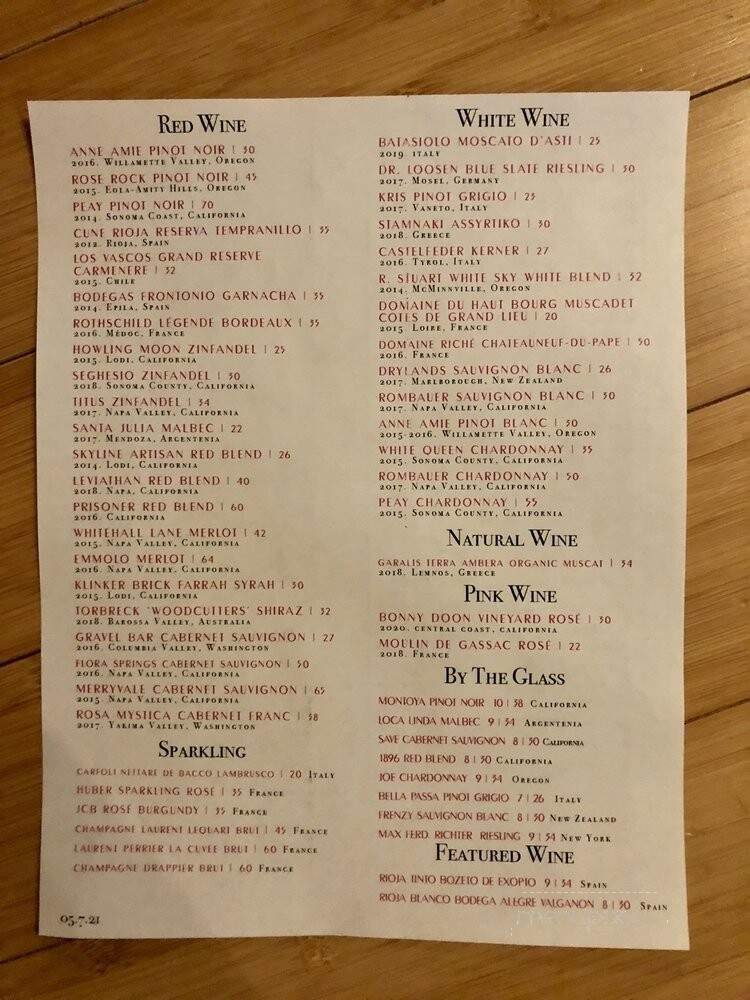 Red Wine
ANNE AMIE PINOT NOIR | 30
2016. Willamette Valley, Oregon
ROSE ROCK PINOT NOIR | 45
2015. Eola-Amity Hills, Oregon
PEAY PINOT NOIR | 70
2014. Sonoma Coast, California
CUNE RIOJA RESERVA TEMPRANILLO | 35
2012. Rioja, Spain
LOS VASCOS GRAND RESERVE
CARMENERE | 32
2015. Chile
BODEGAS FRONTONIO GARNACHA | 35
2014. Epila, Spain
ROTHSCHILD LÉGENDE BORDEAUX | 35
2016. Médoc, France
HOWLING MOON ZINFANDEL | 25
2015. Lodi, California
SEGHESIO ZINFANDEL | 30
2018. Sonoma County, California
TITUS ZINFANDEL | 34
2017. Napa Valley, California
SANTA JULIA MALBEC | 22
2017. Mendoza, Argentenia
SKYLINE ARTISAN RED BLEND | 26
2014. Lodi, California
LEVIATHAN RED BLEND | 40
2018. Napa, California
PRISONER RED BLEND | 60
2016. California
WHITEHALL LANE MERLOT | 42
2015. Napa Valley, California
EMMOLO MERLOT | 64
2016. Napa Valley, California
KLINKER BRICK FARRAH SYRAH | 30
2015. Lodi, California
TORBRECK 'WOODCUTTERS' SHIRAZ | 32
2018. Barossa Valley, Australia
GRAVEL BAR CABERNET SAUVIGNON | 27
2016. Columbia Valley, Washington
FLORA SPRINGS CABERNET SAUVIGNON | 50
2016. Napa Valley, California
MERRYVALE CABERNET SAUVIGNON | 65
2015. Napa Valley, California
ROSA MYSTICA CABERNET FRANC | 38
2017. Yakima Valley, Washington
Sparkling
CARFOLI NETTARE DE BACCO LAMBRUSCO | 20 Italy
HUBER SPARKLING ROSÉ | 35 France
JCB ROSÉ BURGUNDY | 35 France
CHAMPAGNE LAURENT LEQUART BRUT | 45 France
LAURENT PERRIER LA CUVEE BRUT | 60 France
CHAMPAGNE DRAPPIER BRUT | 60 France
05.7.21
White Wine
BATASIOLO MOSCATO D'ASTI | 25
2019. Italy
DR. LOOSEN BLUE SLATE RIESLING | 30
2017. Mosel, Germany
KRIS PINOT GRIGIO | 25
2017. Vaneto, Italy
STAMNAKI ASSYRTIKO | 30
2018. Greece
CASTELFEDER KERNER | 27
2016. Tyrol, Italy
R. STUART WHITE SKY WHITE BLEND | 32
2014. McMinnville, Oregon
DOMAINE DU HAUT BOURG MUSCADET
COTES DE GRAND LIEU | 20
2015. Loire, France
DOMAINE RICHÉ CHATEAUNEUF-DU-PAPE | 50
2016. France
DRYLANDS SAUVIGNON BLANC | 26
2017. Marlborough, New Zealand
ROMBAUER SAUVIGNON BLANC | 30
2017. Napa Valley, California
ANNE AMIE PINOT BLANC | 30
2015-2016. Willamette Valley, Oregon
WHITE QUEEN CHARDONNAY | 35
2015. Sonoma County, California
ROMBAUER CHARDONNAY | 50
2017. Napa Valley, California
PEAY CHARDONNAY | 55
2015. Sonoma County, California
Natural Wine
GARALIS TERRA AMBERA ORGANIC MUSCAT | 34
2018. Lemnos, Greece
Pink Wine
BONNY DOON VINEYARD ROSÉ | 30
2020. Central Coast, California
MOULIN DE GASSAC ROSÉ | 22
2018. France
By The Glass
MONTOYA PINOT NOIR 10 | 38 California
LOCA LINDA MALBEC 9 | 34 Argentenia
SAVE CABERNET SAUVIGNON 8 | 30 California
1896 RED BLEND 8 | 30 California
JOE CHARDONNAY 9 | 34 Oregon
BELLA PASSA PINOT GRIGIO 7 | 26 Italy
FRENZY SAUVIGNON BLANC 8 | 30 New Zealand
MAX FERD. RICHTER RIESLING 9 | 34 New York
Featured Wine
RIOJA TINTO BOZETO DE EXOPTO 9 | 34 Spain
RIOJA BLANCO BODEGA ALEGRE VALGANON 8 | 30 Spain